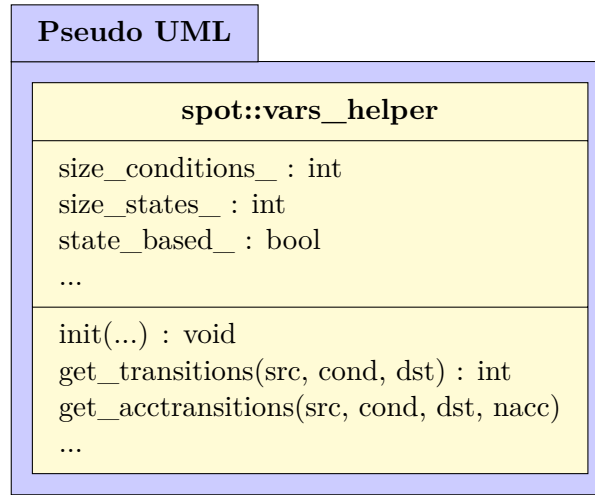 Pseudo UML
spot::vars_helper
size_conditions_ : int
size_states_ : int
state_based_ : bool
...
init(...) : void
get_transitions(src, cond, dst) : int
get_acctransitions(src, cond, dst, nacc)
...